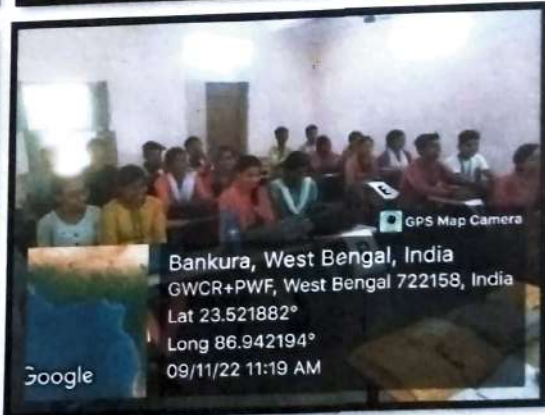 GPS Map Camera
Bankura, West Bengal, India
GWCR+PWF, West Bengal 722158, India
Lat 23.521882°
Long 86.942194°
09/11/22 11:19 AM
Google